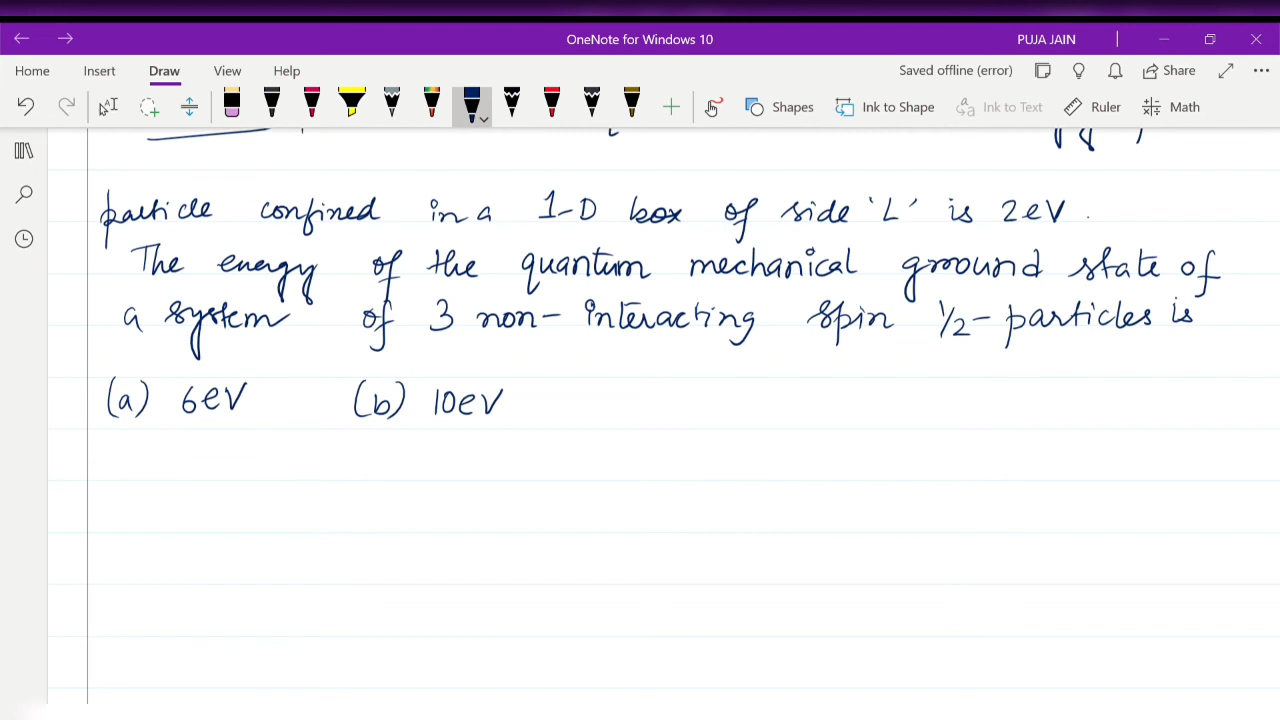 OneNote for Windows 10
PUJA JAIN
Home Insert Draw View Help
Saved offline (error)
Share
Shapes
Ink to Shape
Ink to Text
Ruler
Math
particle confined in a 1-D box of side 'L' is 2eV.
The energy of the quantum mechanical ground state of
a system of 3 non-interacting spin 1/2-particles is
(a) 6eV (b) 10eV